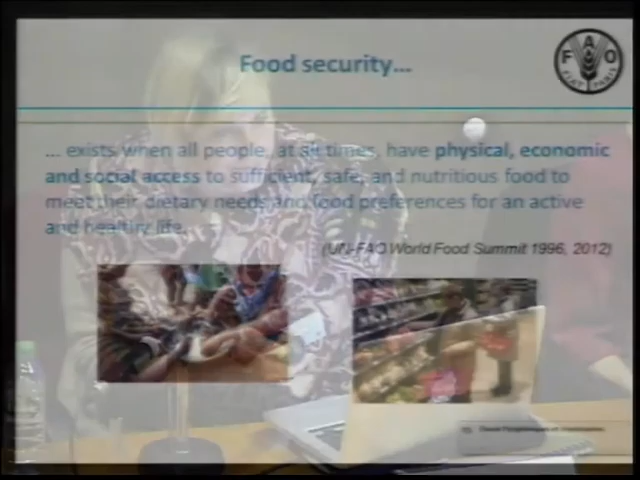 Food security...
F A O
FIAT PANIS
... exists when all people, at all times, have physical, economic
and social access to sufficient, safe, and nutritious food to
meet their dietary needs and food preferences for an active
and healthy life.
(UN-FAO World Food Summit 1996, 2012)